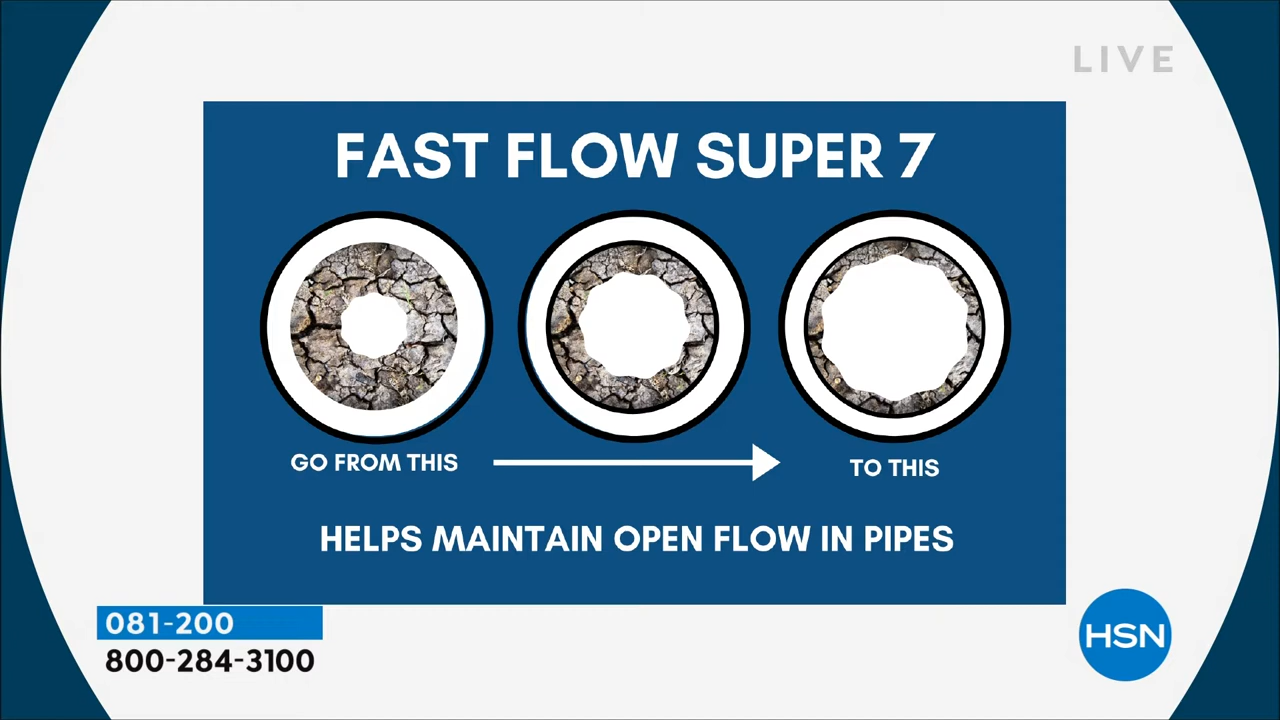 LIVE
FAST FLOW SUPER 7
GO FROM THIS
TO THIS
HELPS MAINTAIN OPEN FLOW IN PIPES
081-200
800-284-3100
HSN